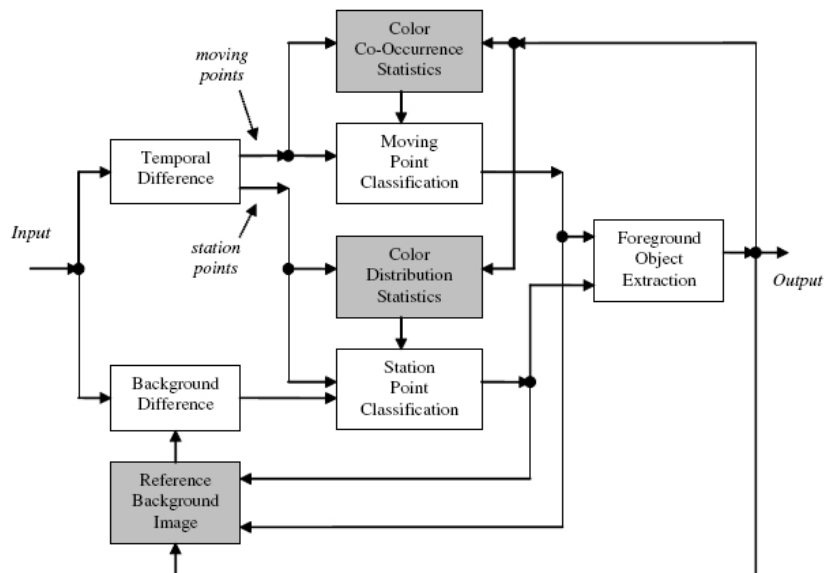 Color
Co-Occurrence
Statistics
moving
points
Temporal
Difference
Moving
Point
Classification
Input
station
points
Color
Distribution
Statistics
Foreground
Object
Extraction
Output
Background
Difference
Station
Point
Classification
Reference
Background
Image